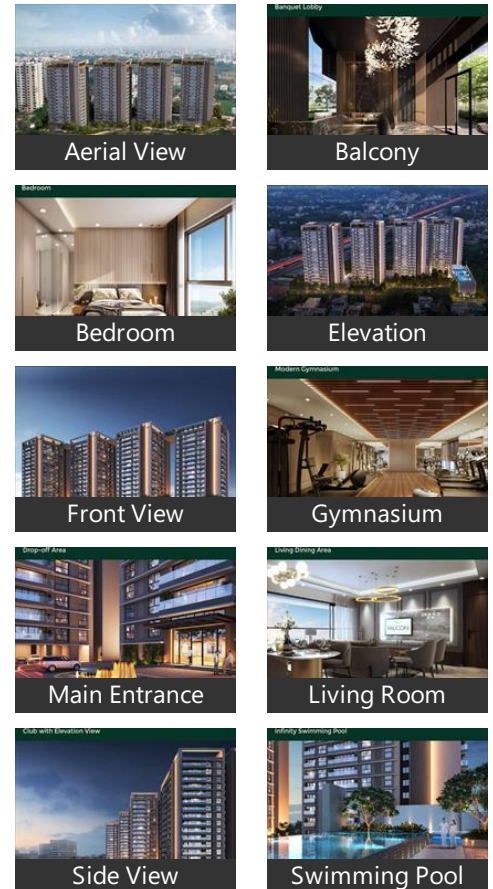 Banquet Lobby
Aerial View
Balcony
Bedroom
Bedroom
Elevation
Modern Gymnasium
Front View
Gymnasium
Drop-off Area
Living Dining Area
FALCON
Main Entrance
Living Room
Club with Elevation View
Infinity Swimming Pool
Side View
Swimming Pool